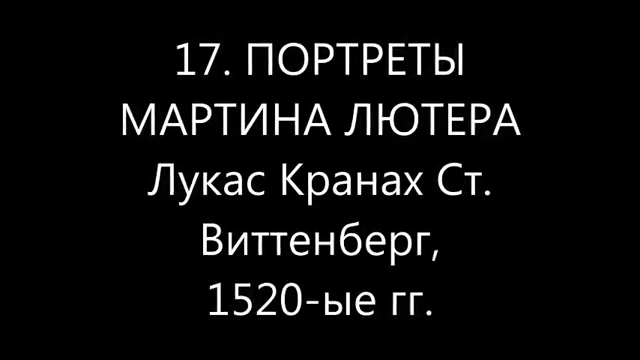 17. ПОРТРЕТЫ
МАРТИНА ЛЮТЕРА
Лукас Кранах Ст.
Виттенберг,
1520-ые гг.